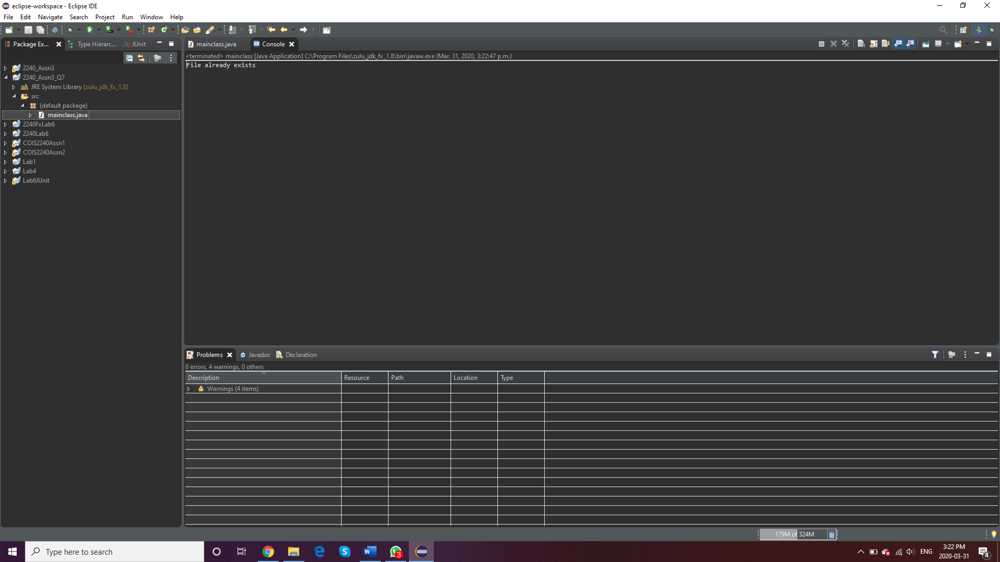 eclipse-workspace - Eclipse IDE
File Edit Navigate Search Project Run Window Help
Package Ex... Type Hierarc... JUnit
mainclass.java Console
<terminated> mainclass [Java Application] C:\Program Files\zulu_jdk_fx_1.8\bin\javaw.exe (Mar. 31, 2020, 3:22:47 p.m.)
File already exists
2240_Assn3
2240_Assn3_Q7
JRE System Library [zulu_jdk_fx_1.8]
src
(default package)
mainclass.java
2240FxLab6
2240Lab6
COIS2240Assn1
COIS2240Assn2
Lab1
Lab4
Lab6JUnit
Problems Javadoc Declaration
0 errors, 4 warnings, 0 others
Description Resource Path Location Type
Warnings (4 items)
179M of 324M
Type here to search
3
ENG
3:22 PM
2020-03-31
4